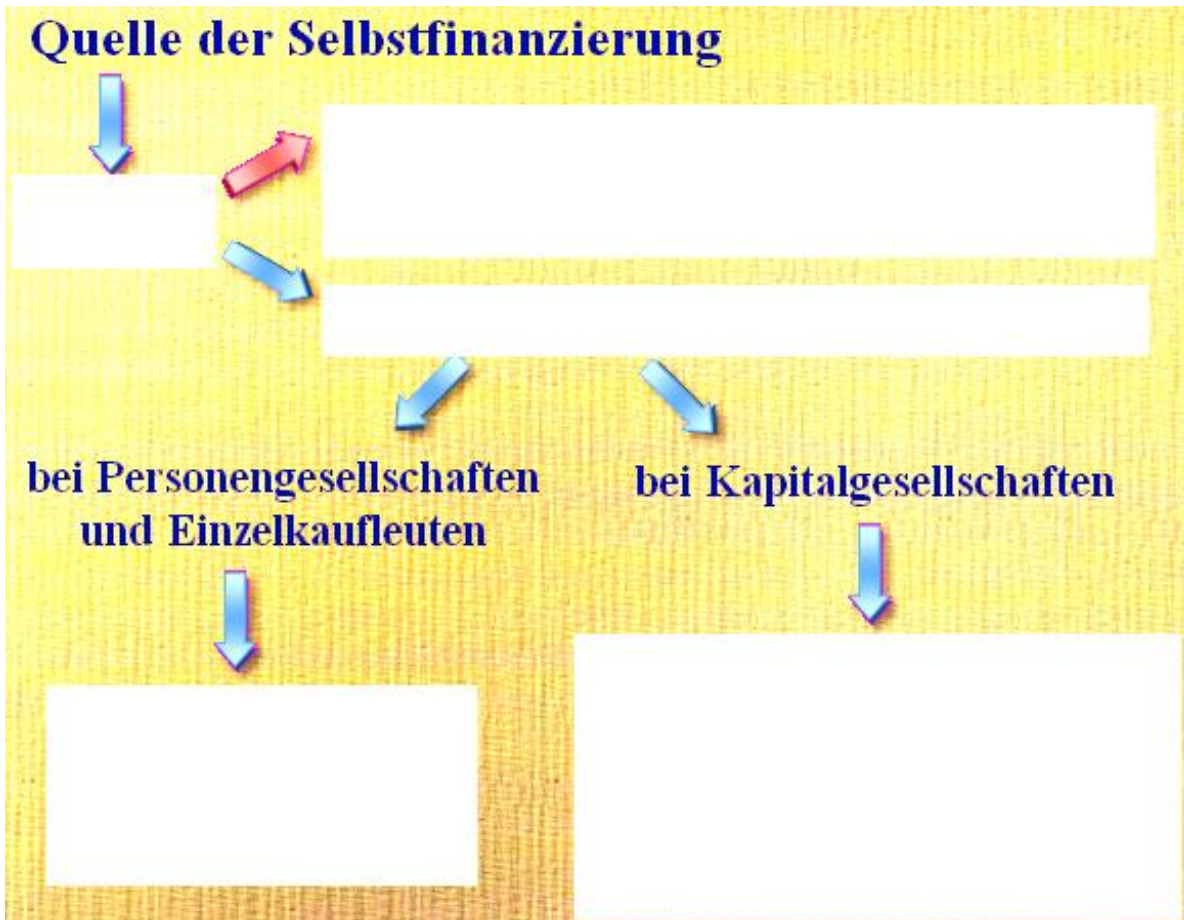 Quelle der Selbstfinanzierung
bei Personengesellschaften
und Einzelkaufleuten
bei Kapitalgesellschaften